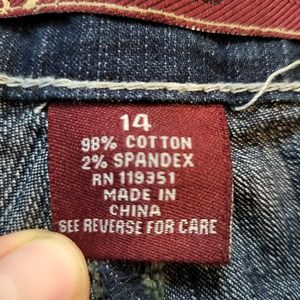 14
98% COTTON
2% SPANDEX
RN 119351
MADE IN
CHINA
SEE REVERSE FOR CARE